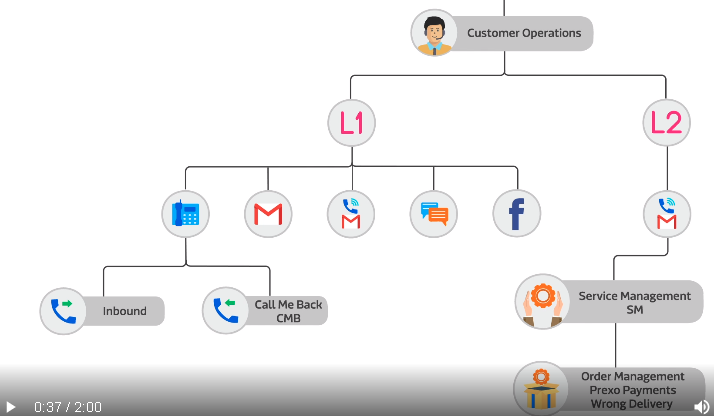 Customer Operations
L1
L2
Inbound
Call Me Back
CMB
Service Management
SM
Order Management
Prexo Payments
Wrong Delivery
0:37 / 2:00